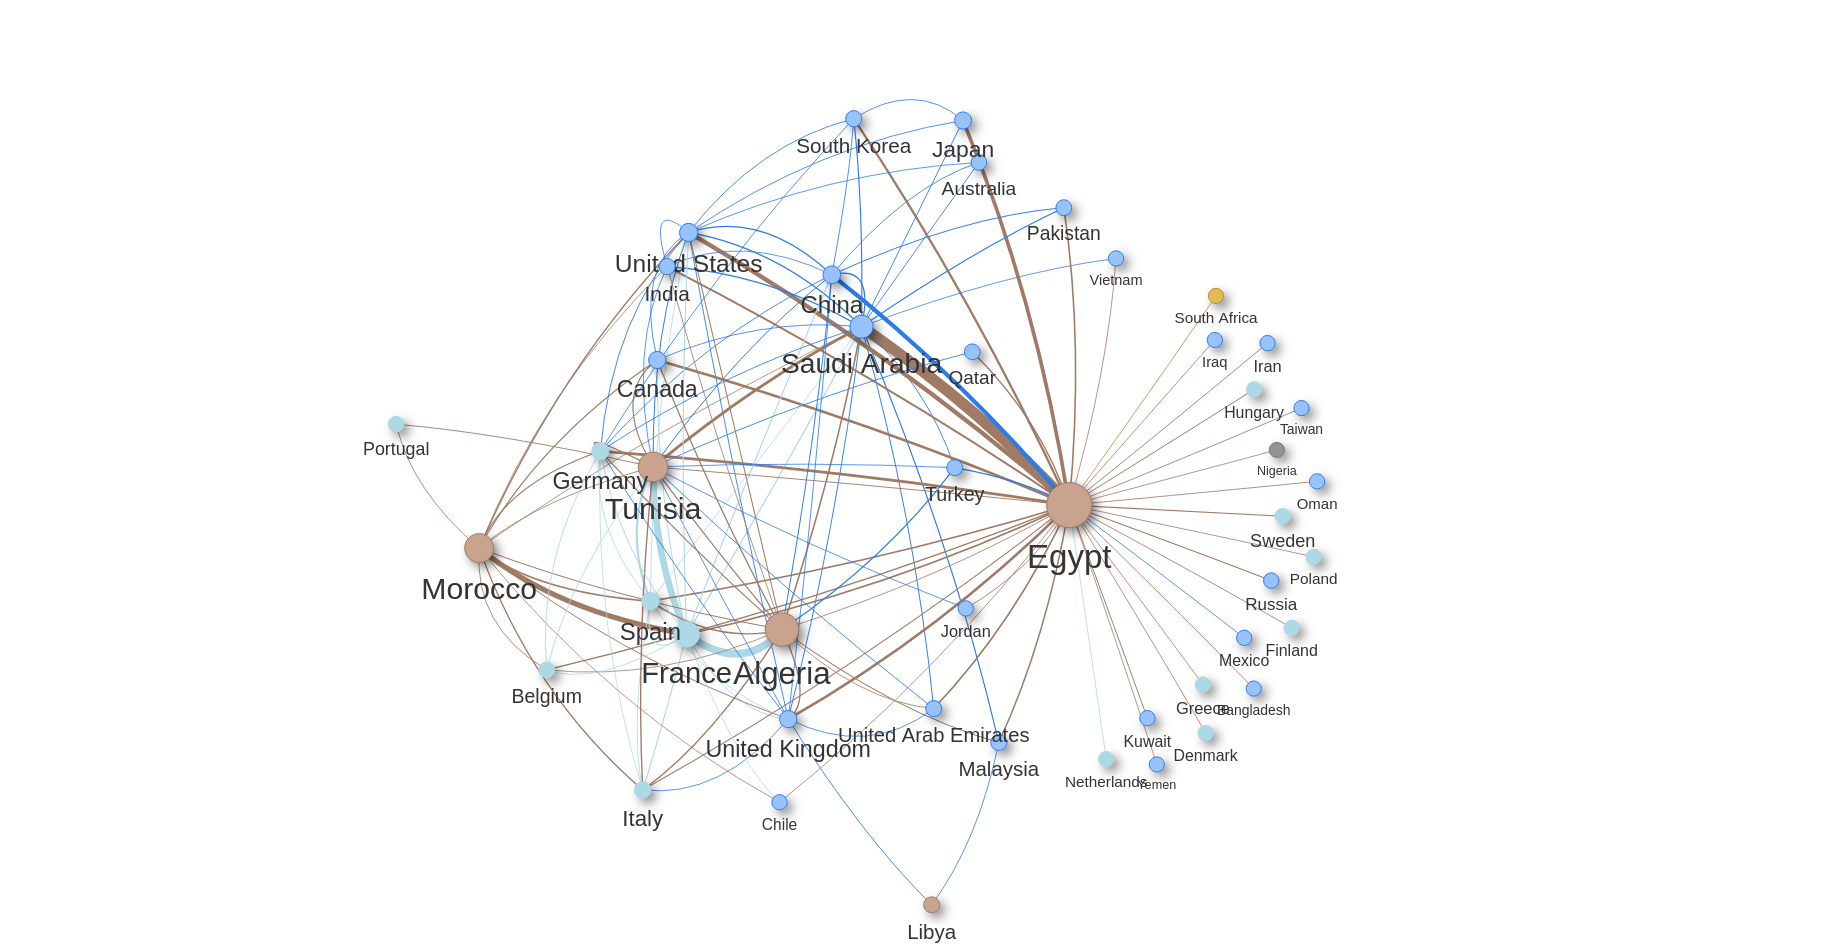 South Korea
Japan
Australia
Pakistan
United States
Vietnam
India
China
South Africa
Saudi Arabia
Qatar
Iraq
Iran
Canada
Hungary
Taiwan
Portugal
Germany
Nigeria
Tunisia
Turkey
Oman
Sweden
Egypt
Poland
Morocco
Russia
Spain
Jordan
Finland
Mexico
France
Algeria
Belgium
Greece
Bangladesh
United Kingdom
United Arab Emirates
Kuwait
Denmark
Malaysia
Netherlands
Yemen
Italy
Chile
Libya